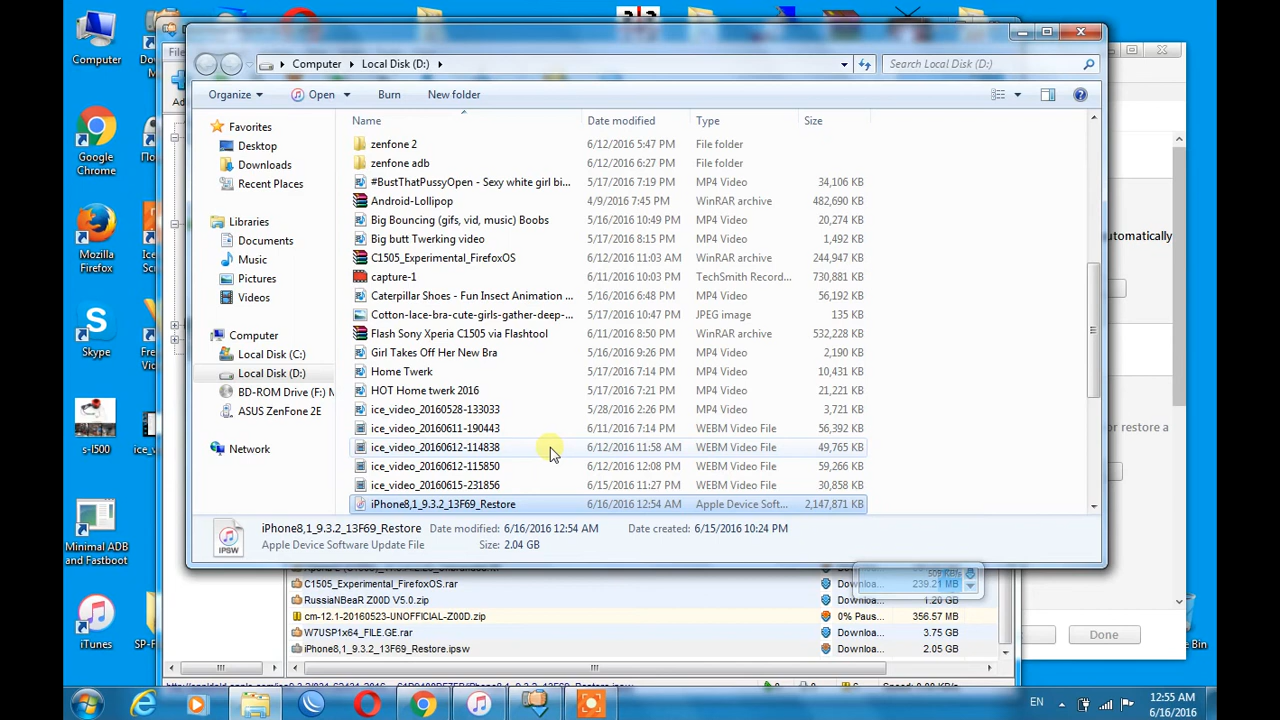 Computer
Google Chrome
Mozilla Firefox
Skype
s-I500
Minimal ADB and Fastboot
iTunes
File
Computer
Local Disk (D:)
Search Local Disk (D:)
Organize
Open
Burn
New folder
Favorites
Desktop
Downloads
Recent Places
Libraries
Documents
Music
Pictures
Videos
Computer
Local Disk (C:)
Local Disk (D:)
BD-ROM Drive (F:) M
ASUS ZenFone 2E
Network
Name Date modified Type Size
zenfone 2 6/12/2016 5:47 PM File folder
zenfone adb 6/12/2016 6:27 PM File folder
#BustThatPussyOpen - Sexy white girl bi... 5/17/2016 7:19 PM MP4 Video 34,106 KB
Android-Lollipop 4/9/2016 7:45 PM WinRAR archive 482,690 KB
Big Bouncing (gifs, vid, music) Boobs 5/16/2016 10:49 PM MP4 Video 20,274 KB
Big butt Twerking video 5/17/2016 8:15 PM MP4 Video 1,492 KB
C1505_Experimental_FirefoxOS 6/12/2016 11:03 AM WinRAR archive 244,947 KB
capture-1 6/11/2016 10:03 PM TechSmith Record... 730,881 KB
Caterpillar Shoes - Fun Insect Animation ... 5/16/2016 6:48 PM MP4 Video 56,192 KB
Cotton-lace-bra-cute-girls-gather-deep-... 5/17/2016 10:47 PM JPEG image 135 KB
Flash Sony Xperia C1505 via Flashtool 6/11/2016 8:50 PM WinRAR archive 532,228 KB
Girl Takes Off Her New Bra 5/16/2016 9:26 PM MP4 Video 2,190 KB
Home Twerk 5/17/2016 7:14 PM MP4 Video 10,431 KB
HOT Home twerk 2016 5/17/2016 7:21 PM MP4 Video 21,221 KB
ice_video_20160528-133033 5/28/2016 2:26 PM MP4 Video 3,721 KB
ice_video_20160611-190443 6/11/2016 7:14 PM WEBM Video File 56,392 KB
ice_video_20160612-114838 6/12/2016 11:58 AM WEBM Video File 49,765 KB
ice_video_20160612-115850 6/12/2016 12:08 PM WEBM Video File 59,266 KB
ice_video_20160615-231856 6/15/2016 11:27 PM WEBM Video File 30,858 KB
iPhone8,1_9.3.2_13F69_Restore 6/16/2016 12:54 AM Apple Device Soft... 2,147,871 KB
iPhone8,1_9.3.2_13F69_Restore Date modified: 6/16/2016 12:54 AM Date created: 6/15/2016 10:24 PM
Apple Device Software Update File Size: 2.04 GB
IPSW
utomatically
or restore a
509 KB/s
C1505_Experimental_FirefoxOS.rar Downloa... 239.21 MB
RussianNBeaR Z00D V5.0.zip Downloa... 1.20 GB
cm-12.1-20160523-UNOFFICIAL-Z00D.zip 0% Paus... 356.57 MB
W7USP1x64_FILE.GE.rar Downloa... 3.75 GB
iPhone8,1_9.3.2_13F69_Restore.ipsw Downloa... 2.05 GB
Done
EN
12:55 AM
6/16/2016